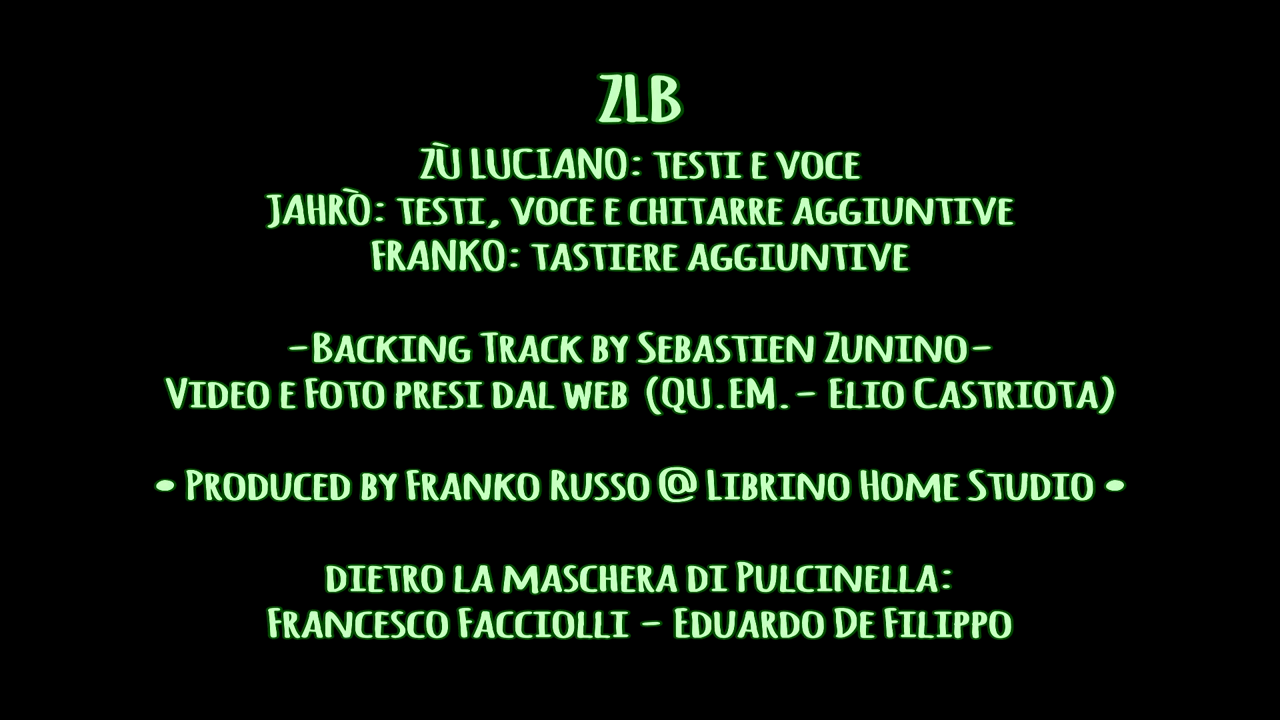 ZLB
ZÙ LUCIANO: TESTI E VOCE
JAHRÒ: TESTI, VOCE E CHITARRE AGGIUNTIVE
FRANKO: TASTIERE AGGIUNTIVE
-Backing Track by Sebastien Zunino-
Video e Foto presi dal web (QU.EM.- Elio Castriota)
• Produced by Franko Russo @ Librino Home Studio •
dietro la maschera di Pulcinella:
Francesco Facciolli - Eduardo De Filippo